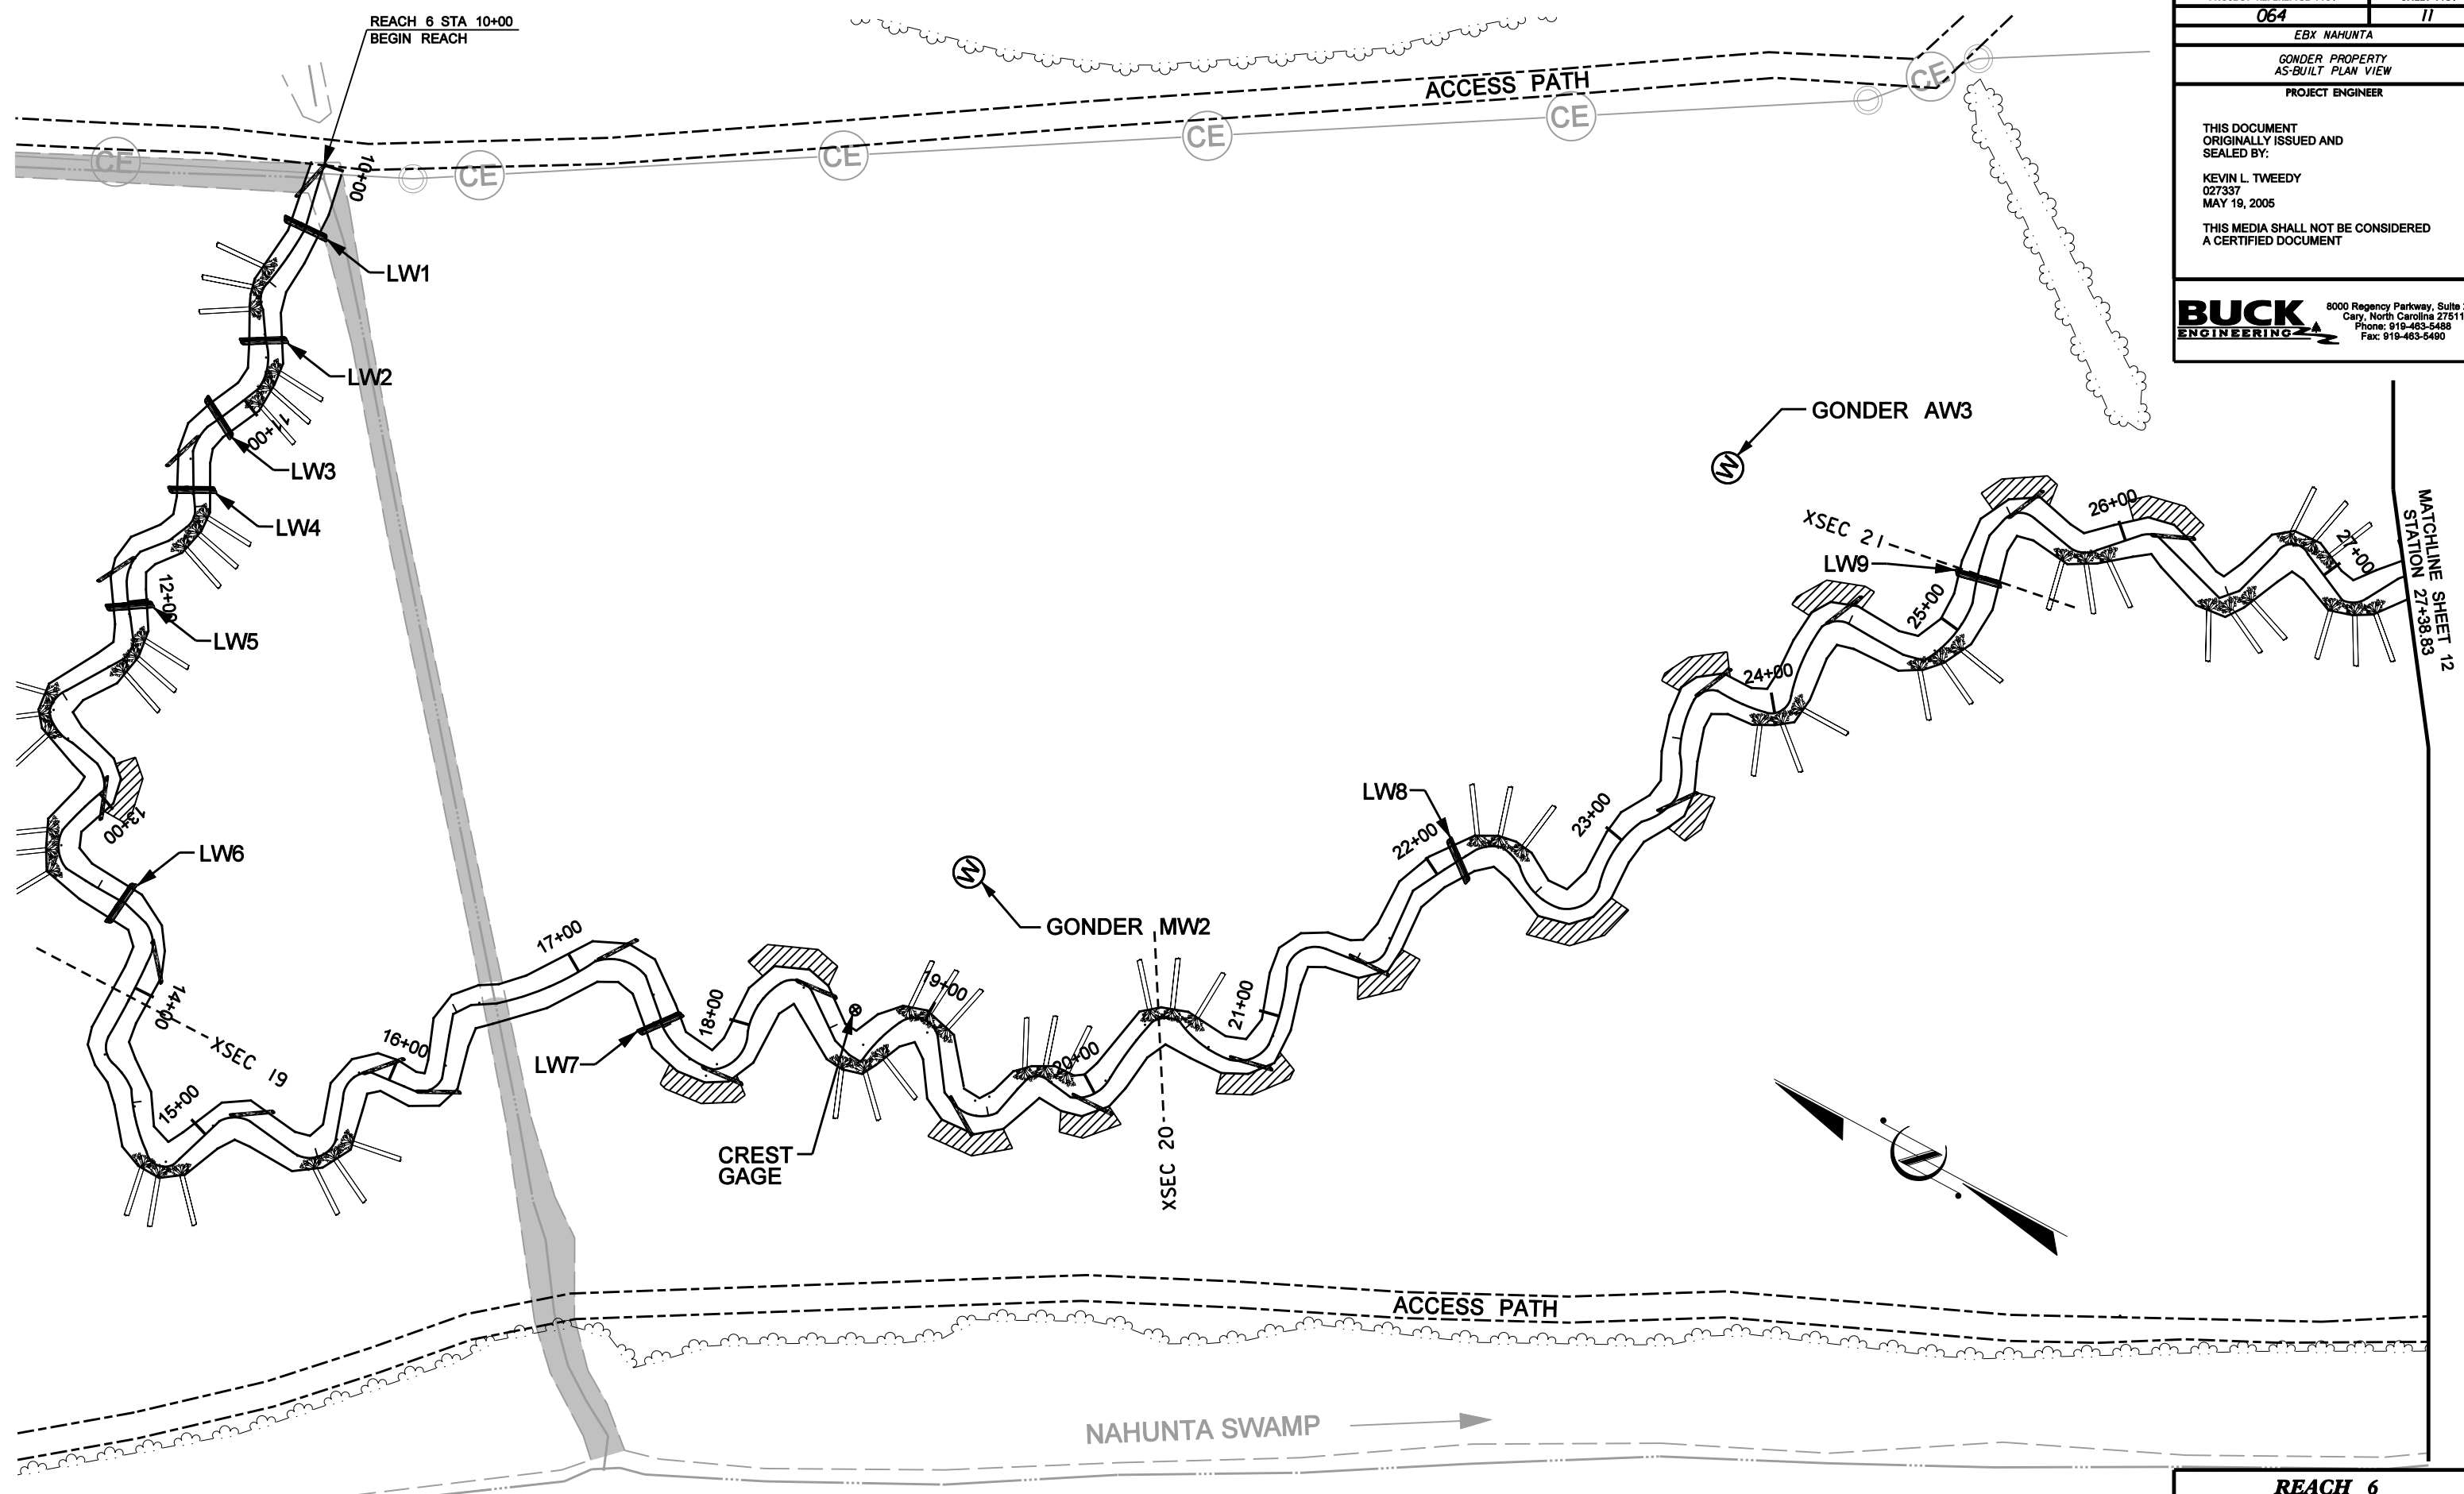 REACH 6 STA 10+00
BEGIN REACH
064
11
EBX NAHUNTA
GONDER PROPERTY
AS-BUILT PLAN VIEW
PROJECT ENGINEER
THIS DOCUMENT
ORIGINALLY ISSUED AND
SEALED BY:
KEVIN L. TWEEDY
027337
MAY 19, 2005
THIS MEDIA SHALL NOT BE CONSIDERED
A CERTIFIED DOCUMENT
BUCK
ENGINEERING
8000 Regency Parkway, Suite
Cary, North Carolina 27511
Phone: 919-463-5488
Fax: 919-463-5490
ACCESS PATH
CE
CE
CE
CE
CE
CE
10+00
LW1
LW2
11+00
LW3
LW4
12+00
LW5
13+00
LW6
14+00
XSEC 19
15+00
16+00
17+00
LW7
18+00
CREST
GAGE
19+00
20+00
W
GONDER MW2
XSEC 20
21+00
22+00
LW8
23+00
24+00
25+00
LW9
XSEC 21
W
GONDER AW3
26+00
27+00
MATCHLINE SHEET 12
STATION 27+38.83
ACCESS PATH
NAHUNTA SWAMP
REACH 6